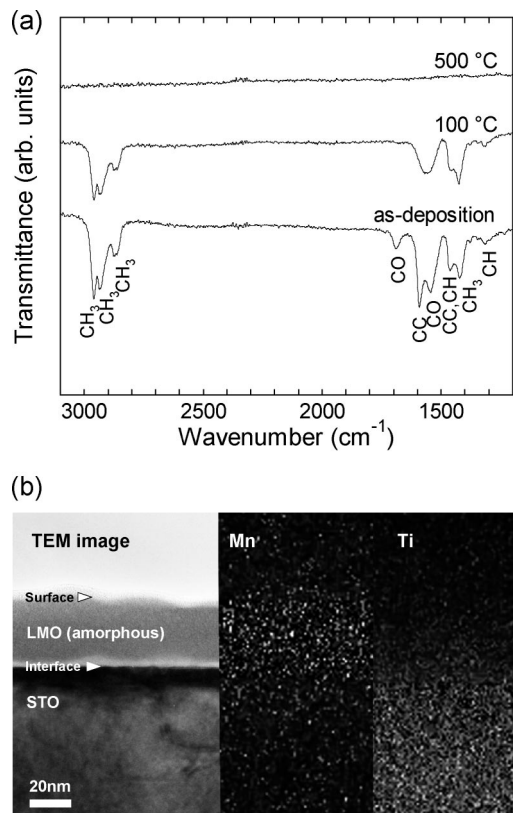 (a)
Transmittance (arb. units)
500 °C
100 °C
as-deposition
CH3
CH3
CH3
CO
CC
CO
CC, CH
CH3
CH
3000 2500 2000 1500
Wavenumber (cm-1)
(b)
TEM image
Mn
Ti
Surface
LMO (amorphous)
Interface
STO
20nm